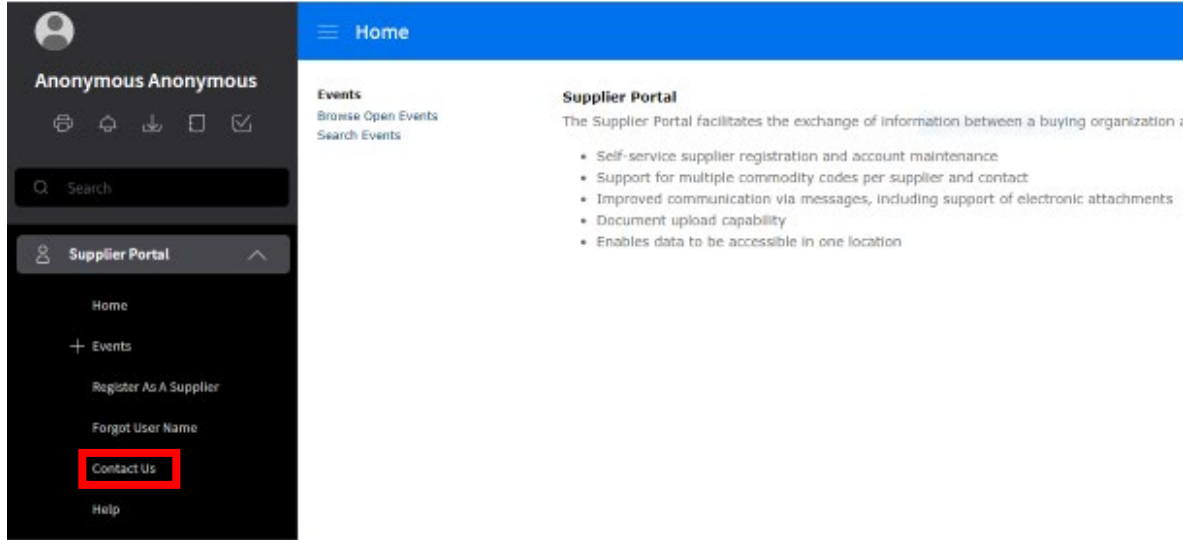 Anonymous Anonymous
Search
Supplier Portal
Home
Events
Register As A Supplier
Forgot User Name
Contact Us
Help
Home
Events
Browse Open Events
Search Events
Supplier Portal
The Supplier Portal facilitates the exchange of information between a buying organization a
Self-service supplier registration and account maintenance
Support for multiple commodity codes per supplier and contact
Improved communication via messages, including support of electronic attachments
Document upload capability
Enables data to be accessible in one location